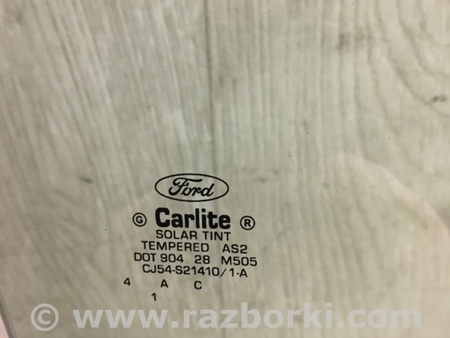 Ford
G Carlite R
SOLAR TINT
TEMPERED AS2
DOT 904 28 M505
CJ54-S21410/1-A
4 A C
1
© www.razborki.com